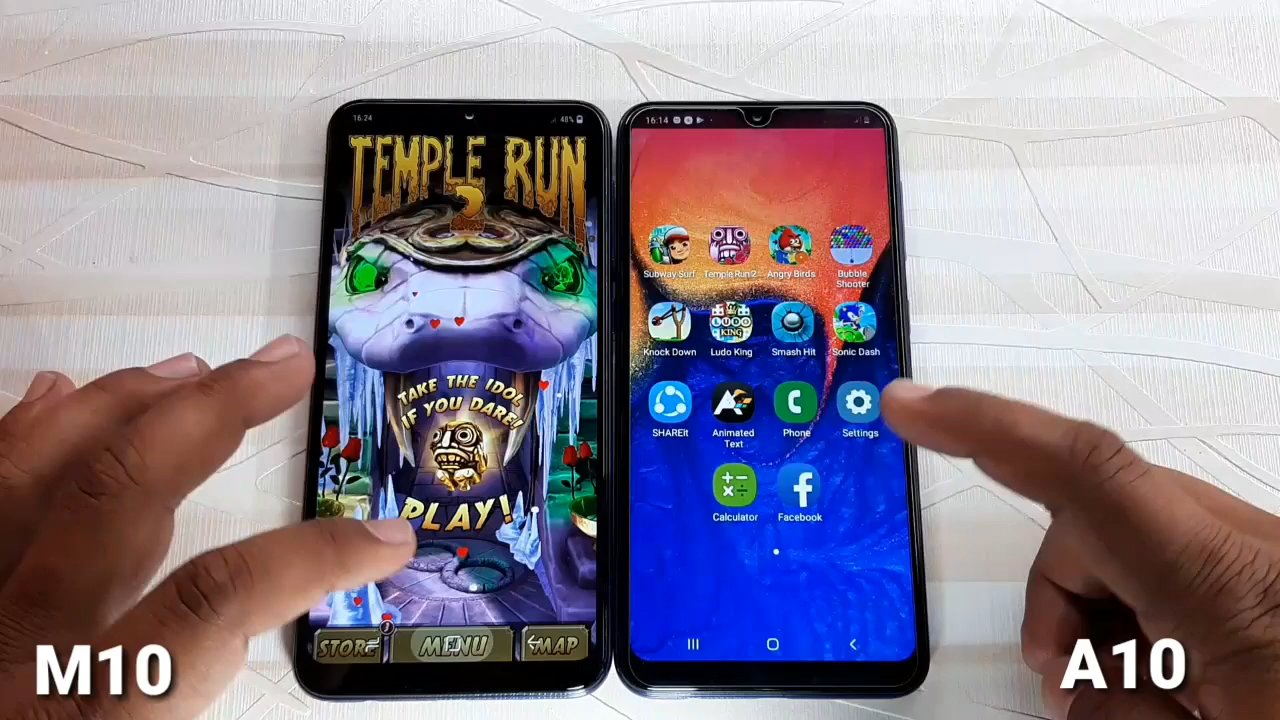 16:24
48%
TEMPLE RUN
2
TAKE THE IDOL
IF YOU DARE!
PLAY!
STORE
MENU
MAP
16:14
Subway Surf
Temple Run 2
Angry Birds
Bubble
Shooter
LUDO
KING
Knock Down
Ludo King
Smash Hit
Sonic Dash
SHAREit
Animated
Text
Phone
Settings
Calculator
Facebook
M10
A10